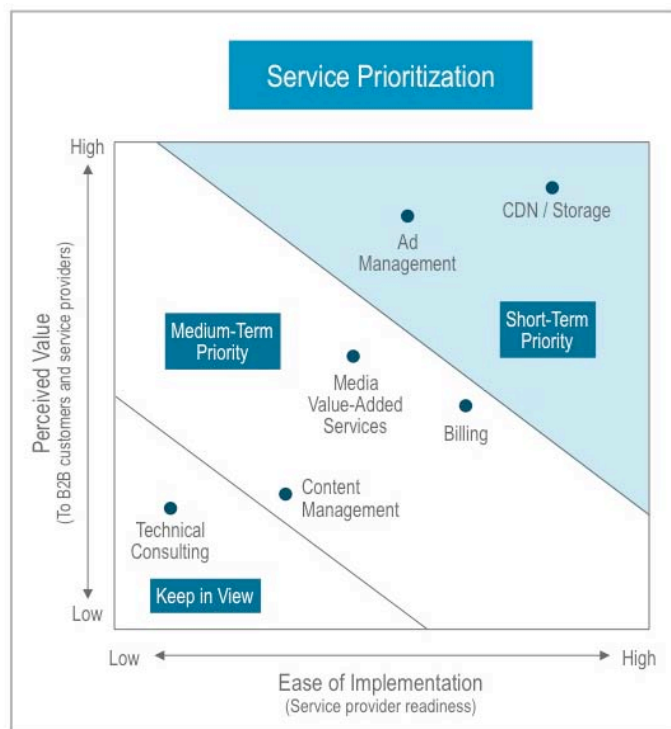 Service Prioritization
High
CDN / Storage
Ad
Management
Medium-Term
Priority
Short-Term
Priority
Perceived Value
(To B2B customers and service providers)
Media
Value-Added
Services
Billing
Content
Management
Technical
Consulting
Keep in View
Low
Low
High
Ease of Implementation
(Service provider readiness)